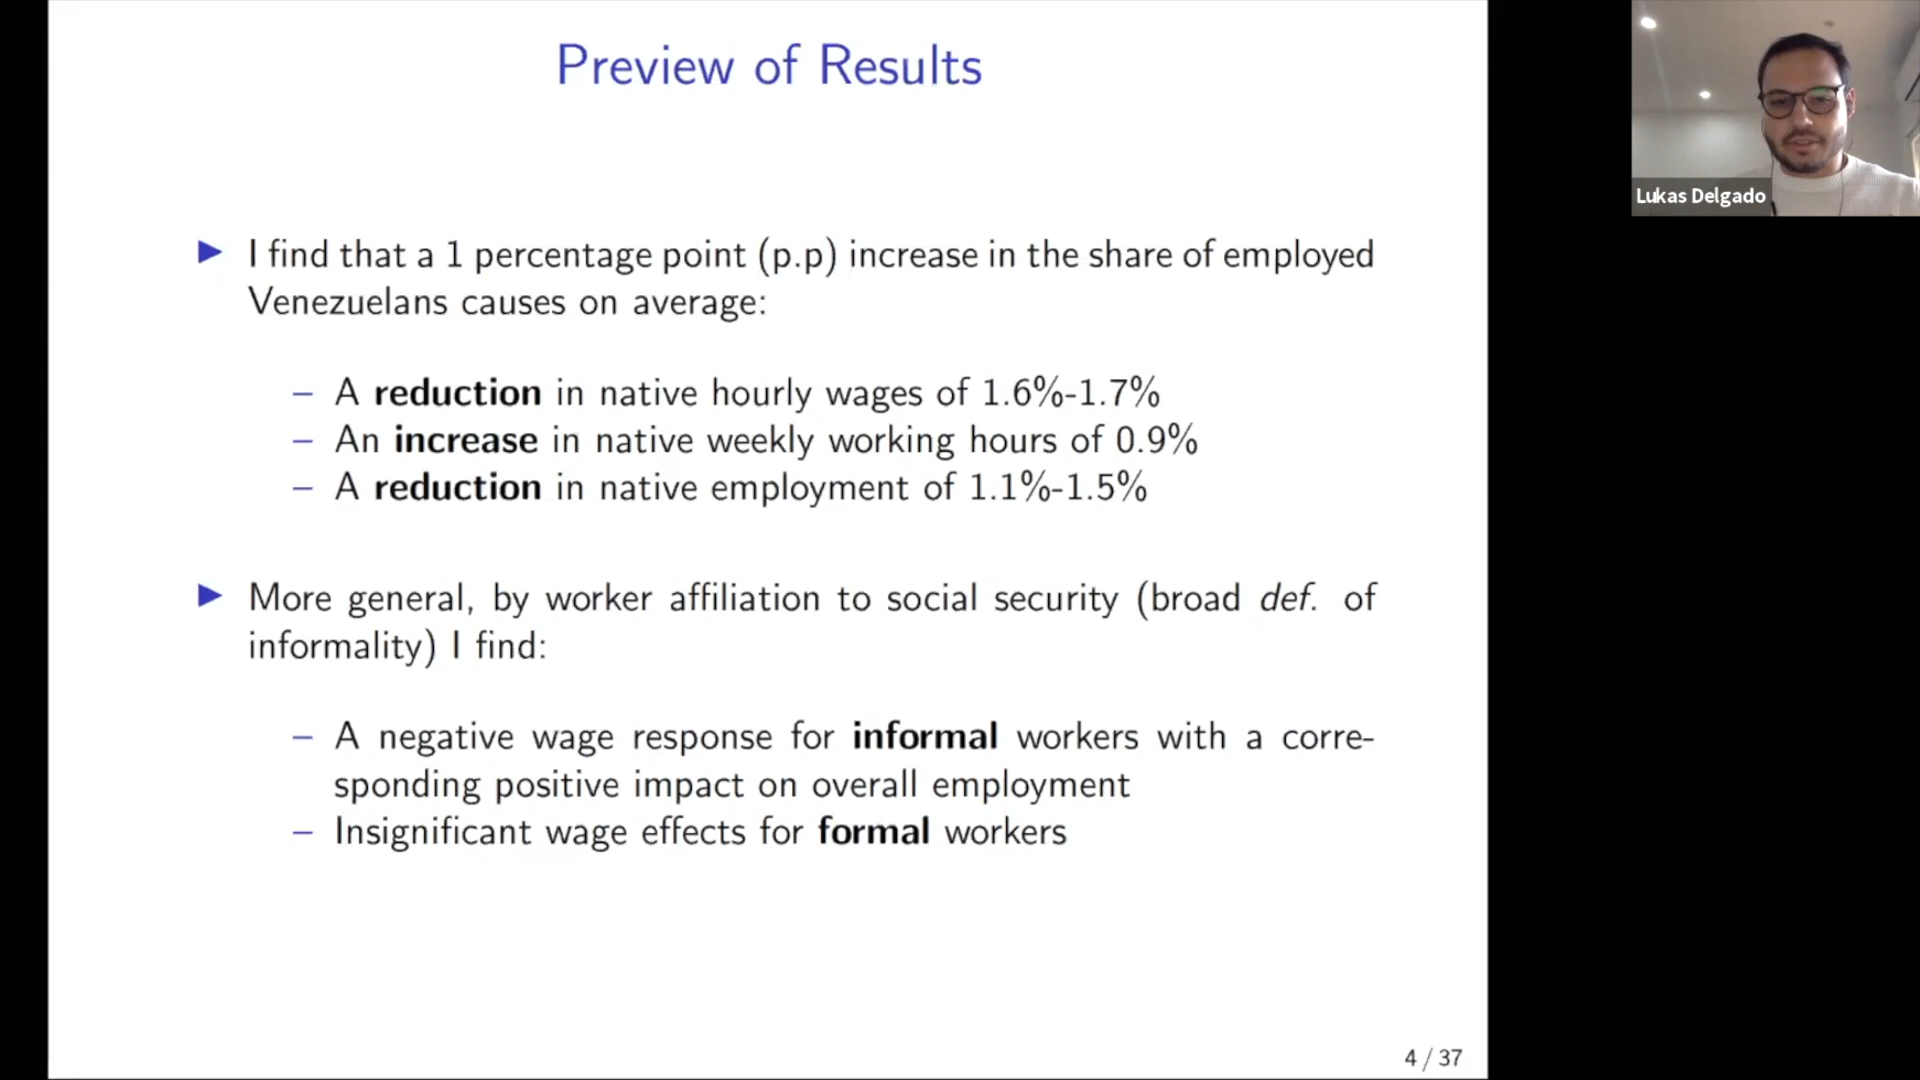 Preview of Results
▶ I find that a 1 percentage point (p.p) increase in the share of employed
Venezuelans causes on average:
– A reduction in native hourly wages of 1.6%-1.7%
– An increase in native weekly working hours of 0.9%
– A reduction in native employment of 1.1%-1.5%
▶ More general, by worker affiliation to social security (broad def. of
informality) I find:
– A negative wage response for informal workers with a corre-
sponding positive impact on overall employment
– Insignificant wage effects for formal workers
4 / 37
Lukas Delgado